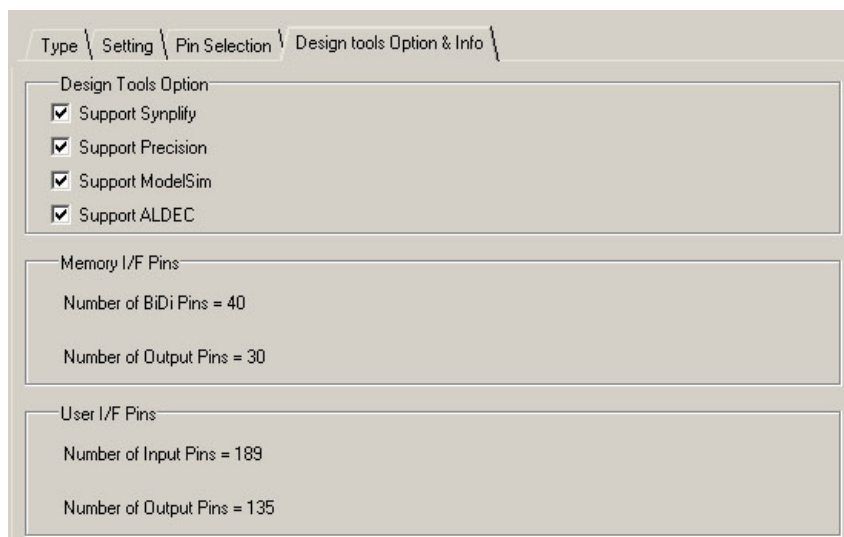 Type Setting Pin Selection Design tools Option & Info
Design Tools Option
Support Synplify
Support Precision
Support ModelSim
Support ALDEC
Memory I/F Pins
Number of BiDi Pins = 40
Number of Output Pins = 30
User I/F Pins
Number of Input Pins = 189
Number of Output Pins = 135